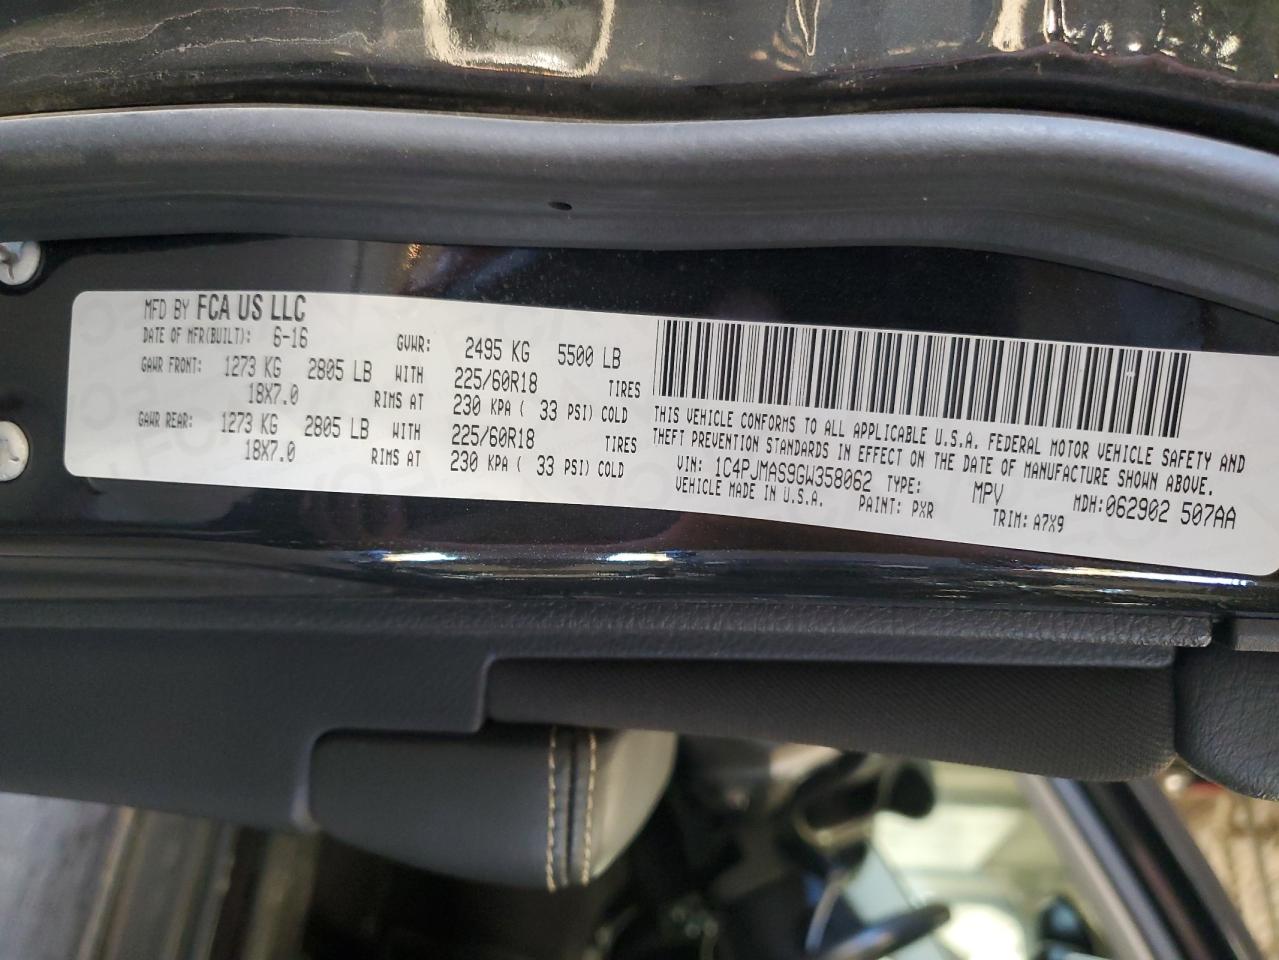 MFD BY FCA US LLC
DATE OF MFR(BUILT): 6-16 GVWR: 2495 KG 5500 LB
GAWR FRONT: 1273 KG 2805 LB WITH 225/60R18 TIRES
18X7.0 RIMS AT 230 KPA ( 33 PSI) COLD
GAWR REAR: 1273 KG 2805 LB WITH 225/60R18 TIRES
18X7.0 RIMS AT 230 KPA ( 33 PSI) COLD
THIS VEHICLE CONFORMS TO ALL APPLICABLE U.S.A. FEDERAL MOTOR VEHICLE SAFETY AND
THEFT PREVENTION STANDARDS IN EFFECT ON THE DATE OF MANUFACTURE SHOWN ABOVE.
VIN: 1C4PJMAS9GW358062 TYPE: MPV MDH:062902 507AA
VEHICLE MADE IN U.S.A. PAINT: PXR TRIM: A7X9